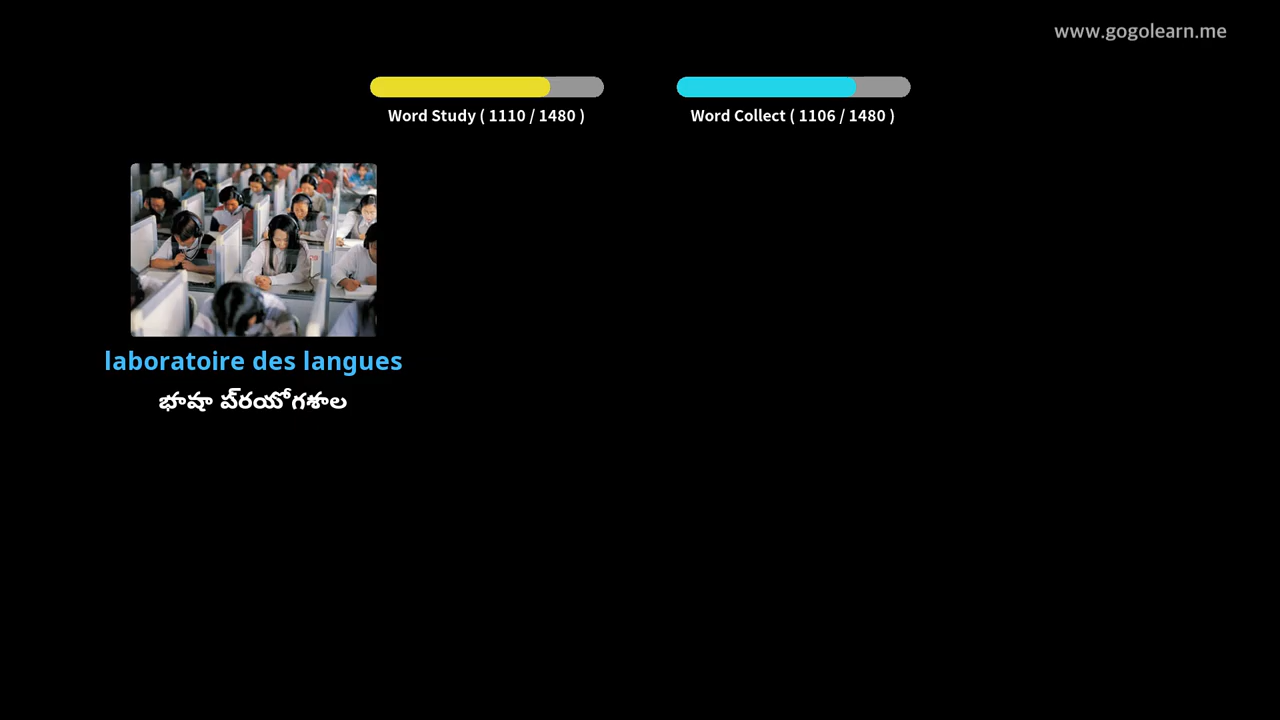 www.gogolearn.me
Word Study ( 1110 / 1480 )
Word Collect ( 1106 / 1480 )
laboratoire des langues
భాషా ప్రయోగశాల